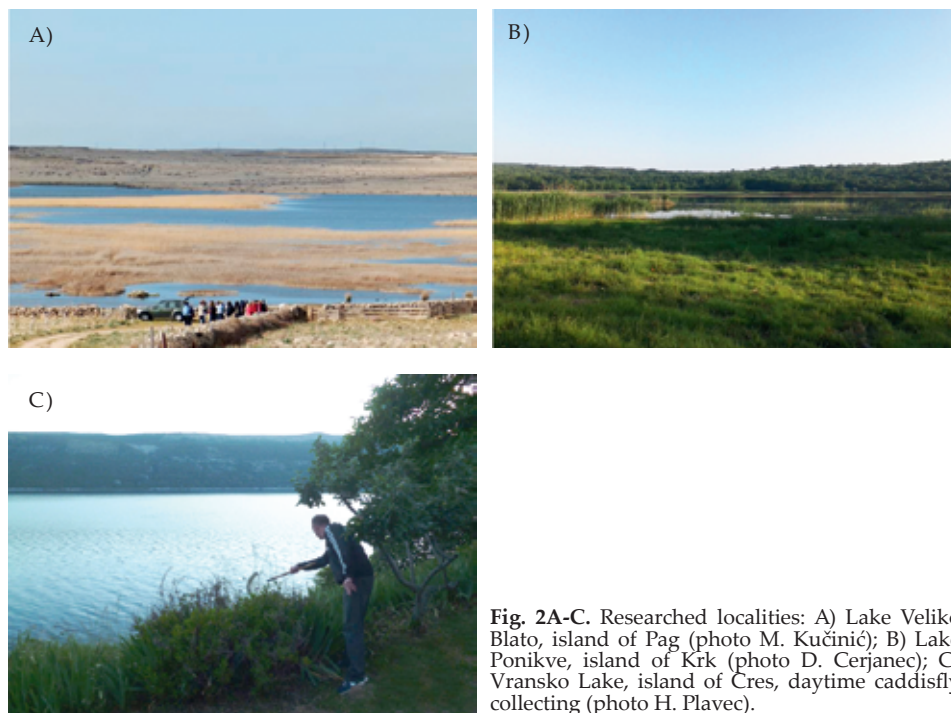 A)
B)
C)
Fig. 2A-C. Researched localities: A) Lake Veliko
Blato, island of Pag (photo M. Kučinić); B) Lake
Ponikve, island of Krk (photo D. Cerjanec); C)
Vransko Lake, island of Cres, daytime caddisfly
collecting (photo H. Plavec).